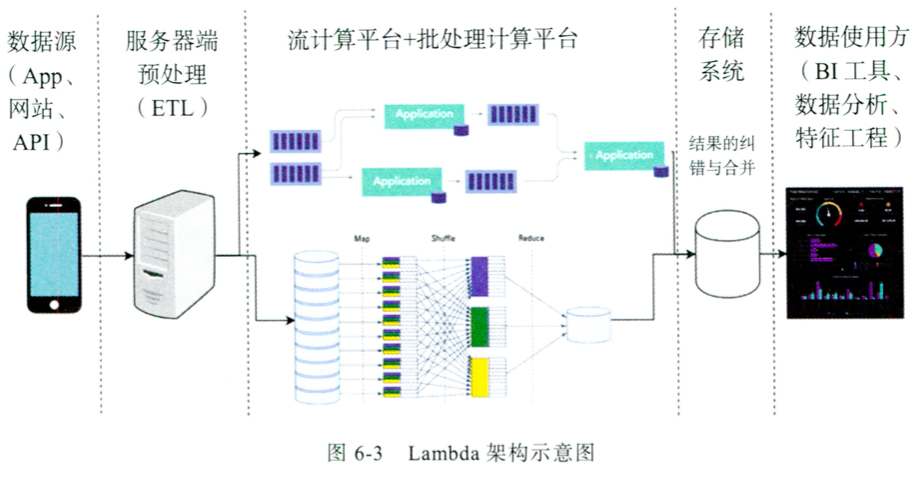 数据源
（App、
网站、
API）
服务器端
预处理
（ETL）
流计算平台+批处理计算平台
存储
系统
数据使用方
（BI 工具、
数据分析、
特征工程）
Application
Application
Application
结果的纠
错与合并
Map
Shuffle
Reduce
图 6-3 Lambda 架构示意图